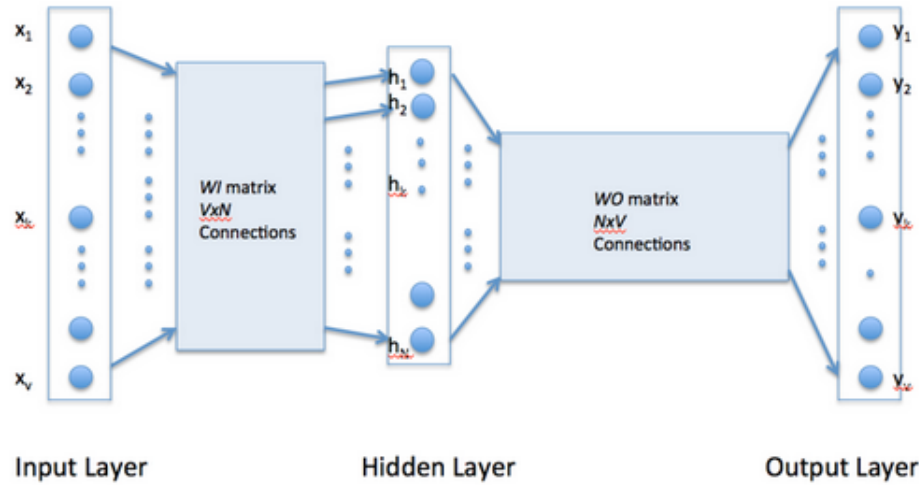 x₁
x₂
xₖ
xᵥ
WI matrix
VxN
Connections
h₁
h₂
hₖ
h_N
WO matrix
NxV
Connections
y₁
y₂
yₖ
yᵥ
Input Layer
Hidden Layer
Output Layer